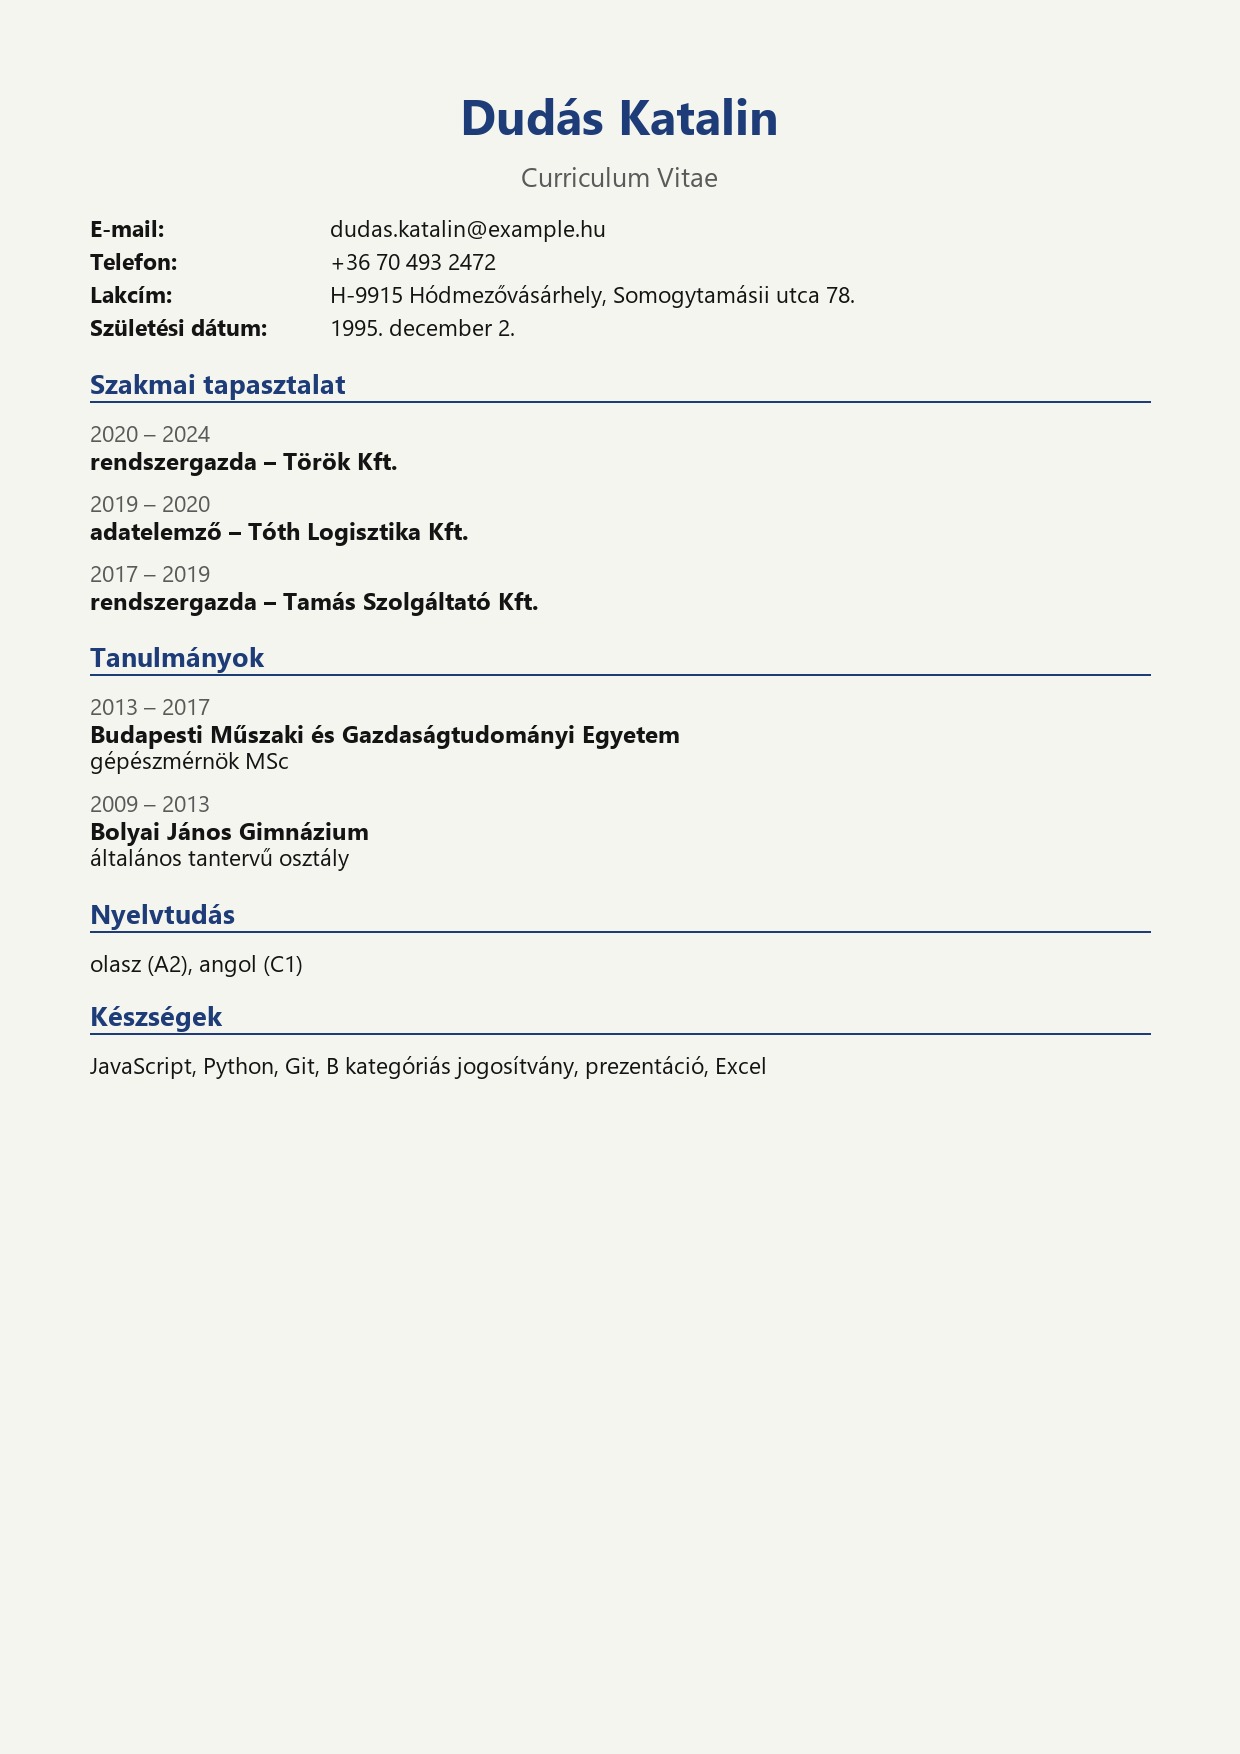 Dudás Katalin
Curriculum Vitae
E-mail: dudas.katalin@example.hu
Telefon: +36 70 493 2472
Lakcím: H-9915 Hódmezővásárhely, Somogytamásii utca 78.
Születési dátum: 1995. december 2.
Szakmai tapasztalat
2020 – 2024
rendszergazda – Török Kft.
2019 – 2020
adatelemző – Tóth Logisztika Kft.
2017 – 2019
rendszergazda – Tamás Szolgáltató Kft.
Tanulmányok
2013 – 2017
Budapesti Műszaki és Gazdaságtudományi Egyetem
gépészmérnök MSc
2009 – 2013
Bolyai János Gimnázium
általános tantervű osztály
Nyelvtudás
olasz (A2), angol (C1)
Készségek
JavaScript, Python, Git, B kategóriás jogosítvány, prezentáció, Excel